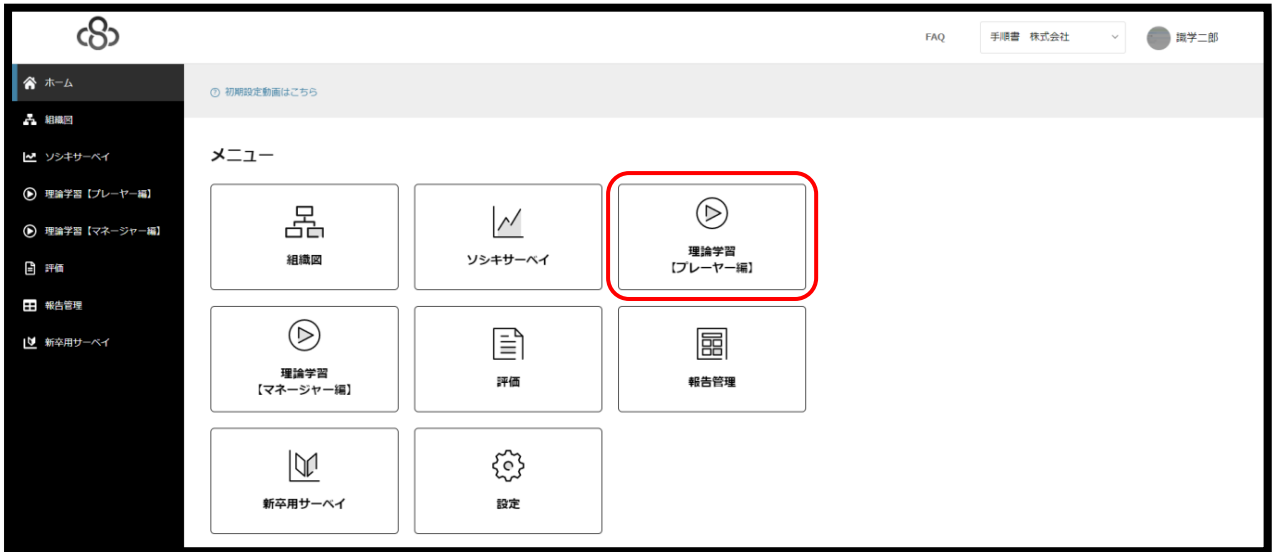 FAQ
手順書 株式会社
識学二郎
ホーム
組織図
ソシキサーベイ
理論学習【プレーヤー編】
理論学習【マネージャー編】
評価
報告管理
新卒用サーベイ
初期設定動画はこちら
メニュー
組織図
ソシキサーベイ
理論学習
【プレーヤー編】
理論学習
【マネージャー編】
評価
報告管理
新卒用サーベイ
設定